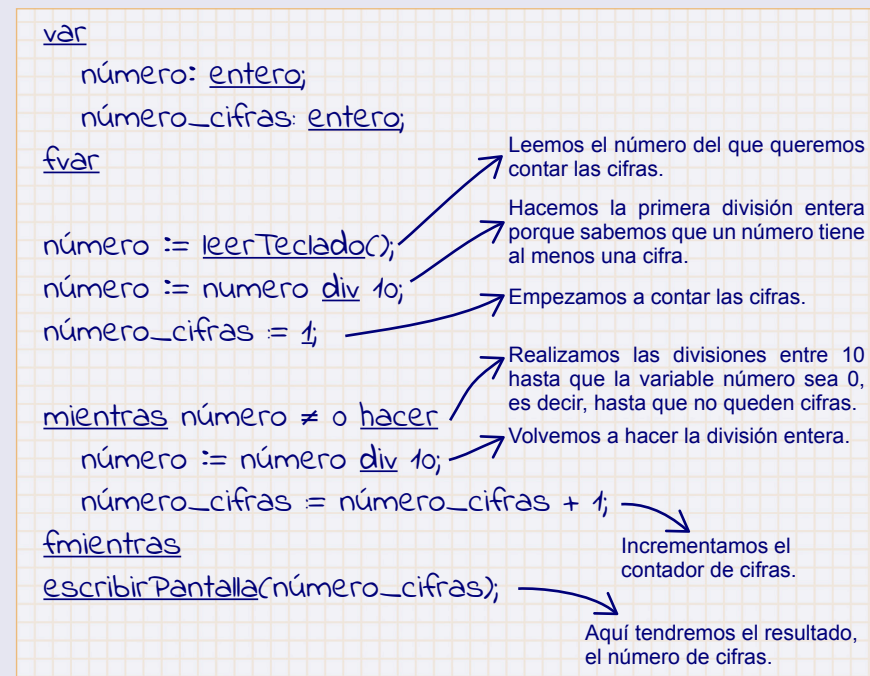 var
número: entero;
número_cifras: entero;
fvar
Leemos el número del que queremos
contar las cifras.
Hacemos la primera división entera
porque sabemos que un número tiene
al menos una cifra.
número := leerTeclado();
número := numero div 10;
Empezamos a contar las cifras.
número_cifras := 1;
Realizamos las divisiones entre 10
hasta que la variable número sea 0,
es decir, hasta que no queden cifras.
mientras número ≠ 0 hacer
Volvemos a hacer la división entera.
número := número div 10;
número_cifras := número_cifras + 1;
fmientras
Incrementamos el
contador de cifras.
escribirPantalla(número_cifras);
Aquí tendremos el resultado,
el número de cifras.